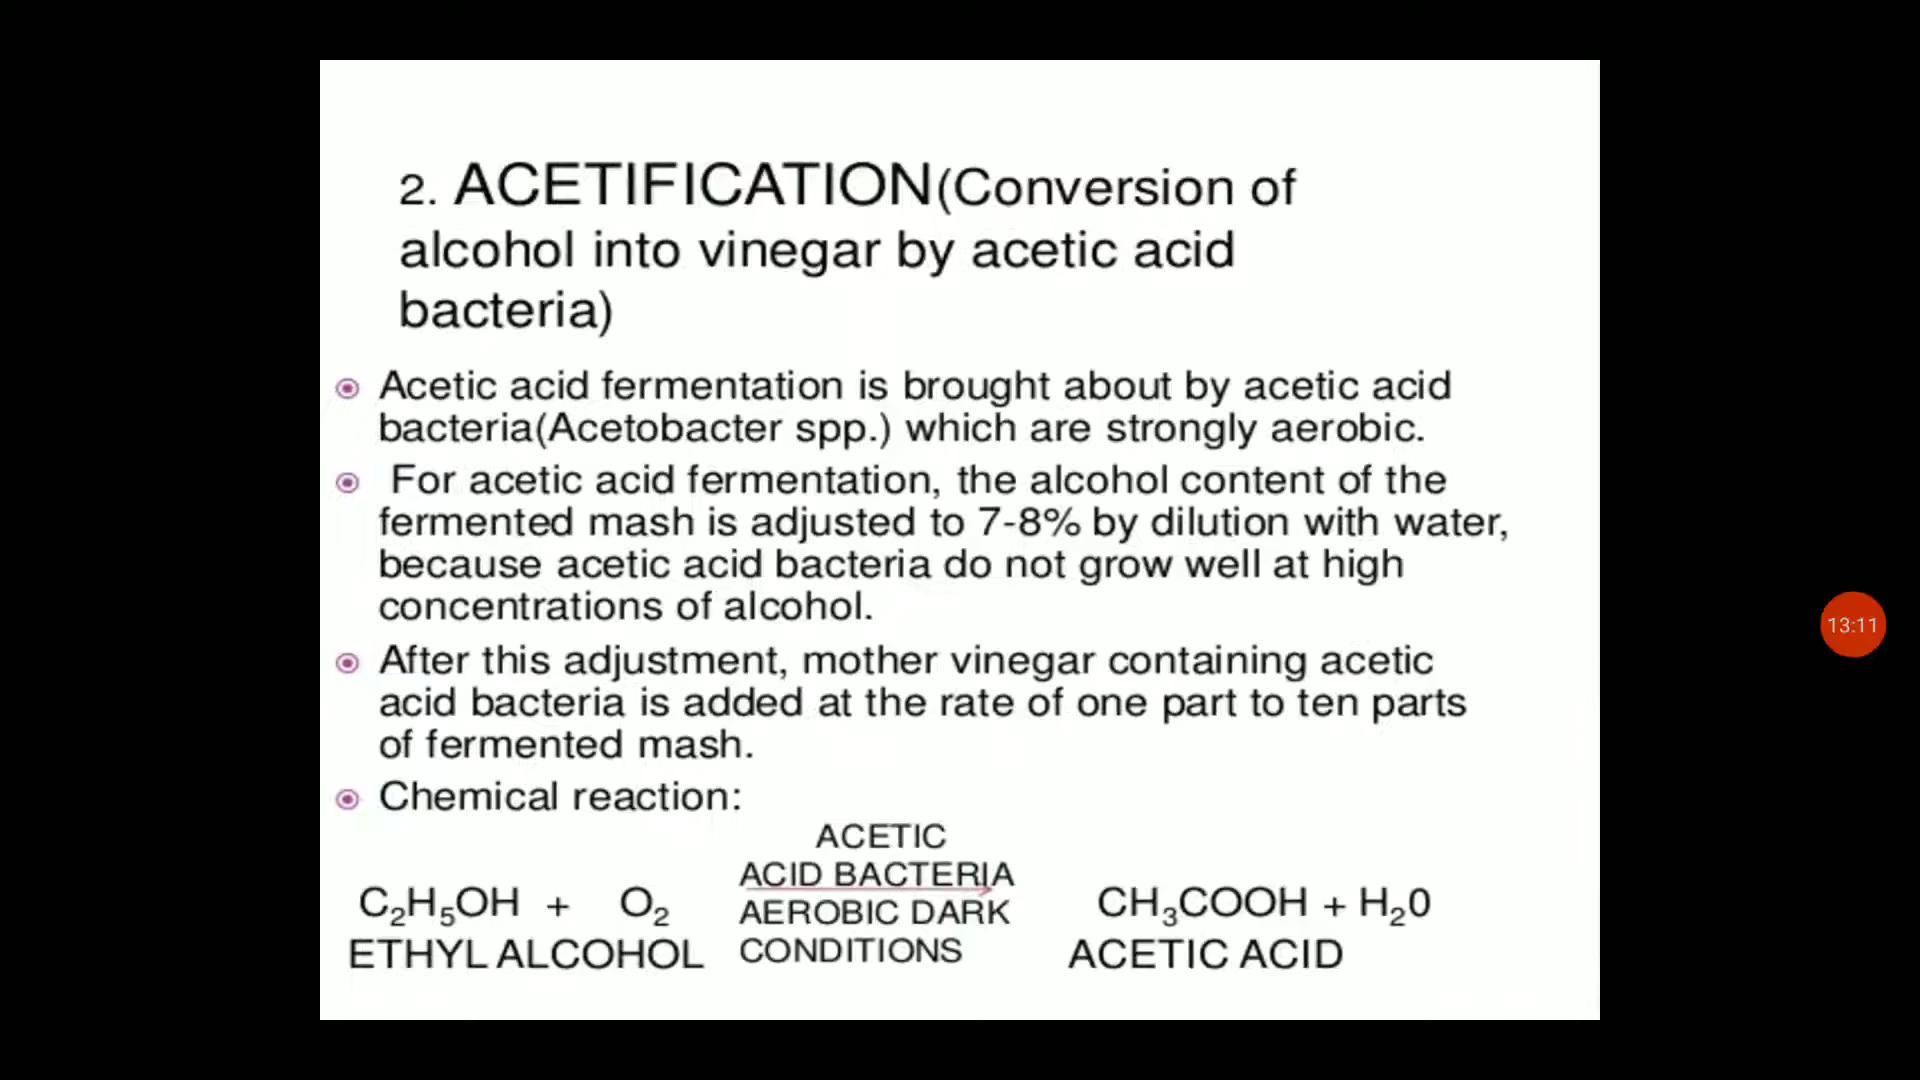 2. ACETIFICATION(Conversion of
alcohol into vinegar by acetic acid
bacteria)
Acetic acid fermentation is brought about by acetic acid
bacteria(Acetobacter spp.) which are strongly aerobic.
For acetic acid fermentation, the alcohol content of the
fermented mash is adjusted to 7-8% by dilution with water,
because acetic acid bacteria do not grow well at high
concentrations of alcohol.
After this adjustment, mother vinegar containing acetic
acid bacteria is added at the rate of one part to ten parts
of fermented mash.
Chemical reaction:
ACETIC
ACID BACTERIA
C₂H₅OH + O₂ AEROBIC DARK CH₃COOH + H₂0
ETHYL ALCOHOL CONDITIONS ACETIC ACID
13:11